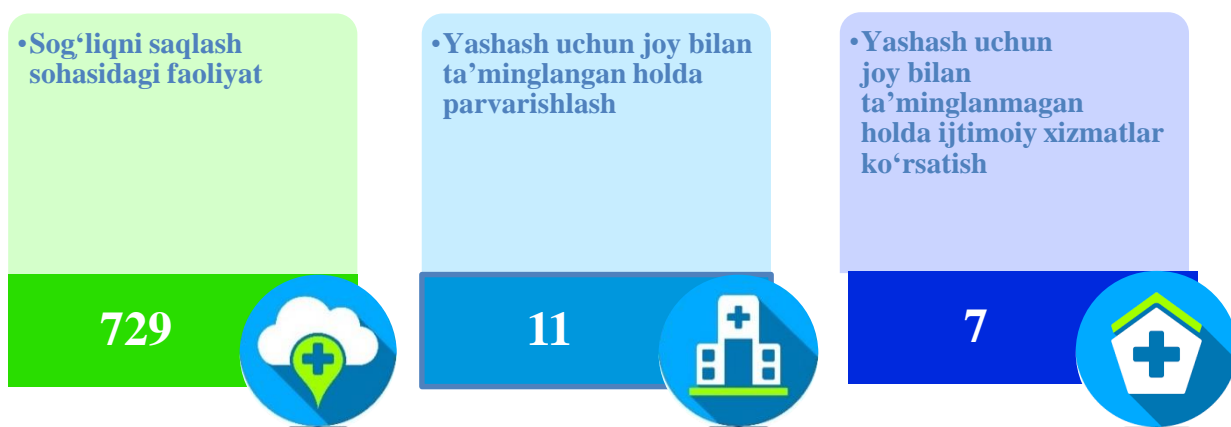 •Sog‘liqni saqlash
sohasidagi faoliyat
729
•Yashash uchun joy bilan
ta’minglangan holda
parvarishlash
11
•Yashash uchun
joy bilan
ta’minglanmagan
holda ijtimoiy xizmatlar
ko‘rsatish
7